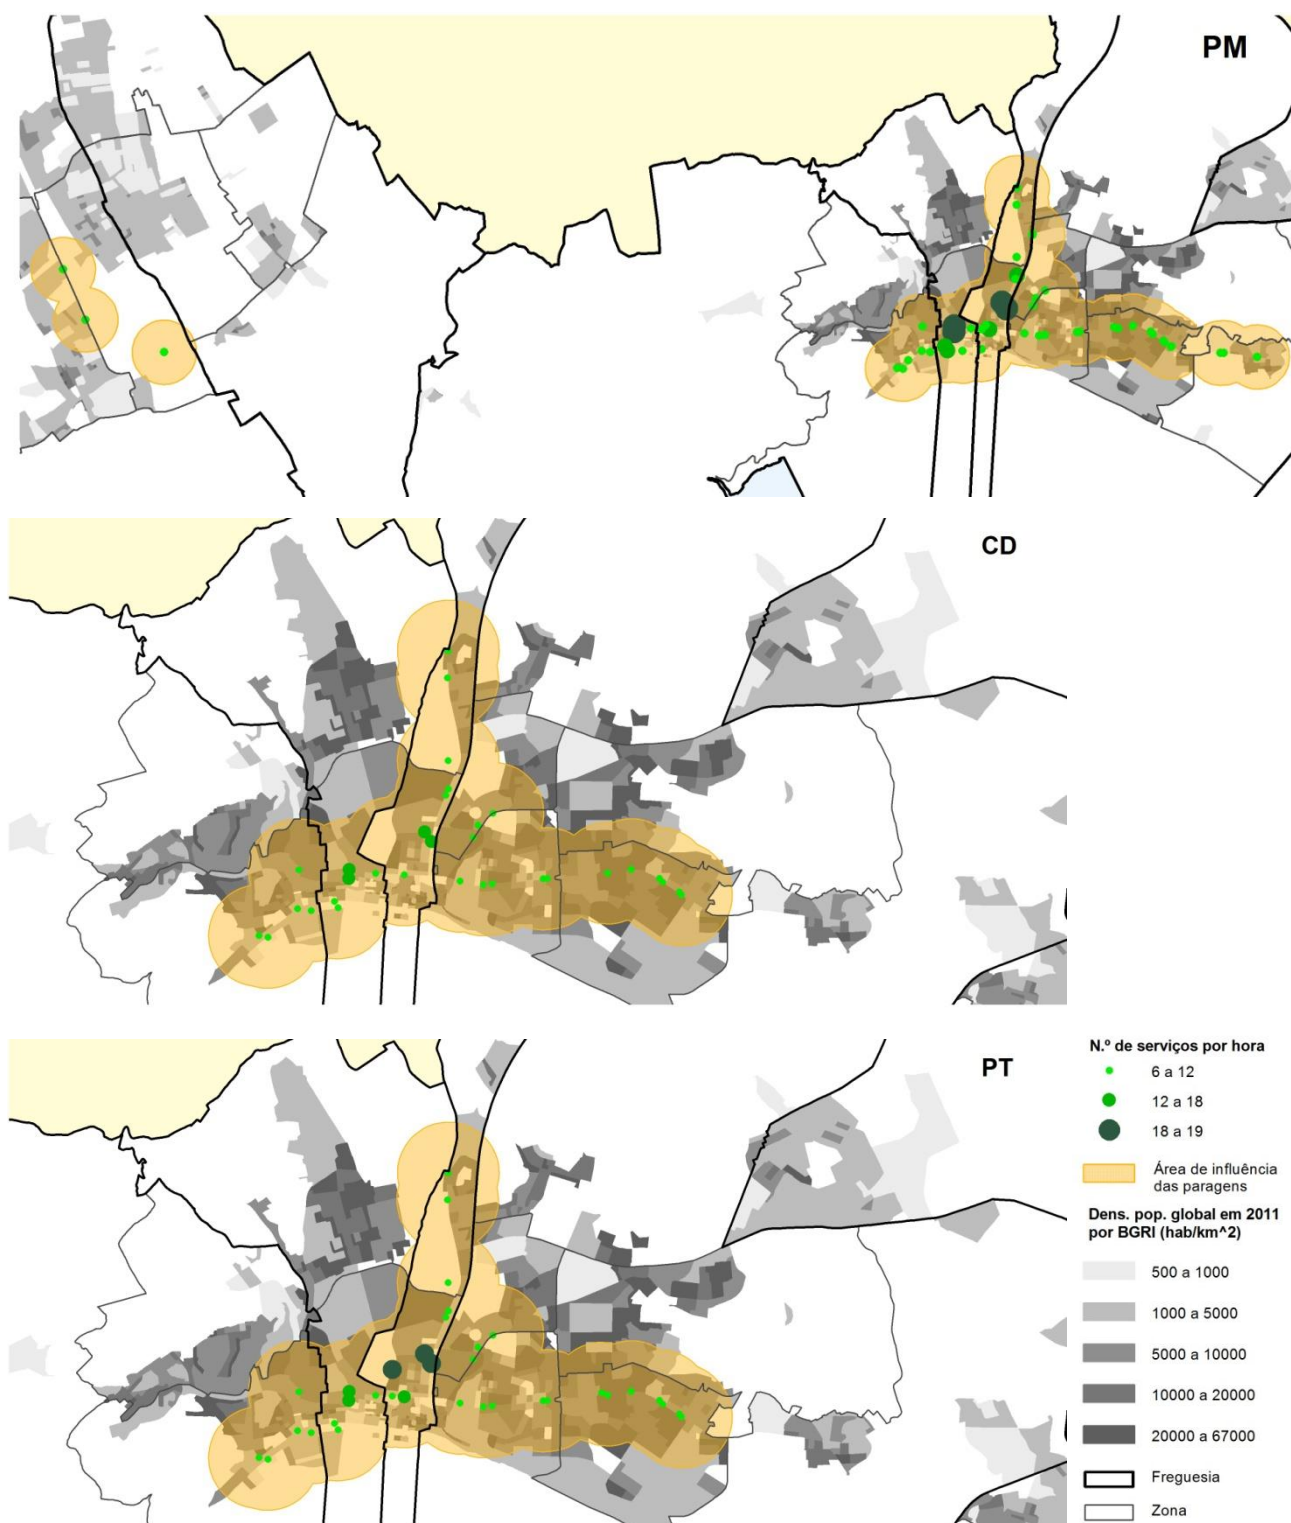 PM
CD
PT
N.º de serviços por hora
6 a 12
12 a 18
18 a 19
Área de influência
das paragens
Dens. pop. global em 2011
por BGRI (hab/km^2)
500 a 1000
1000 a 5000
5000 a 10000
10000 a 20000
20000 a 67000
Freguesia
Zona